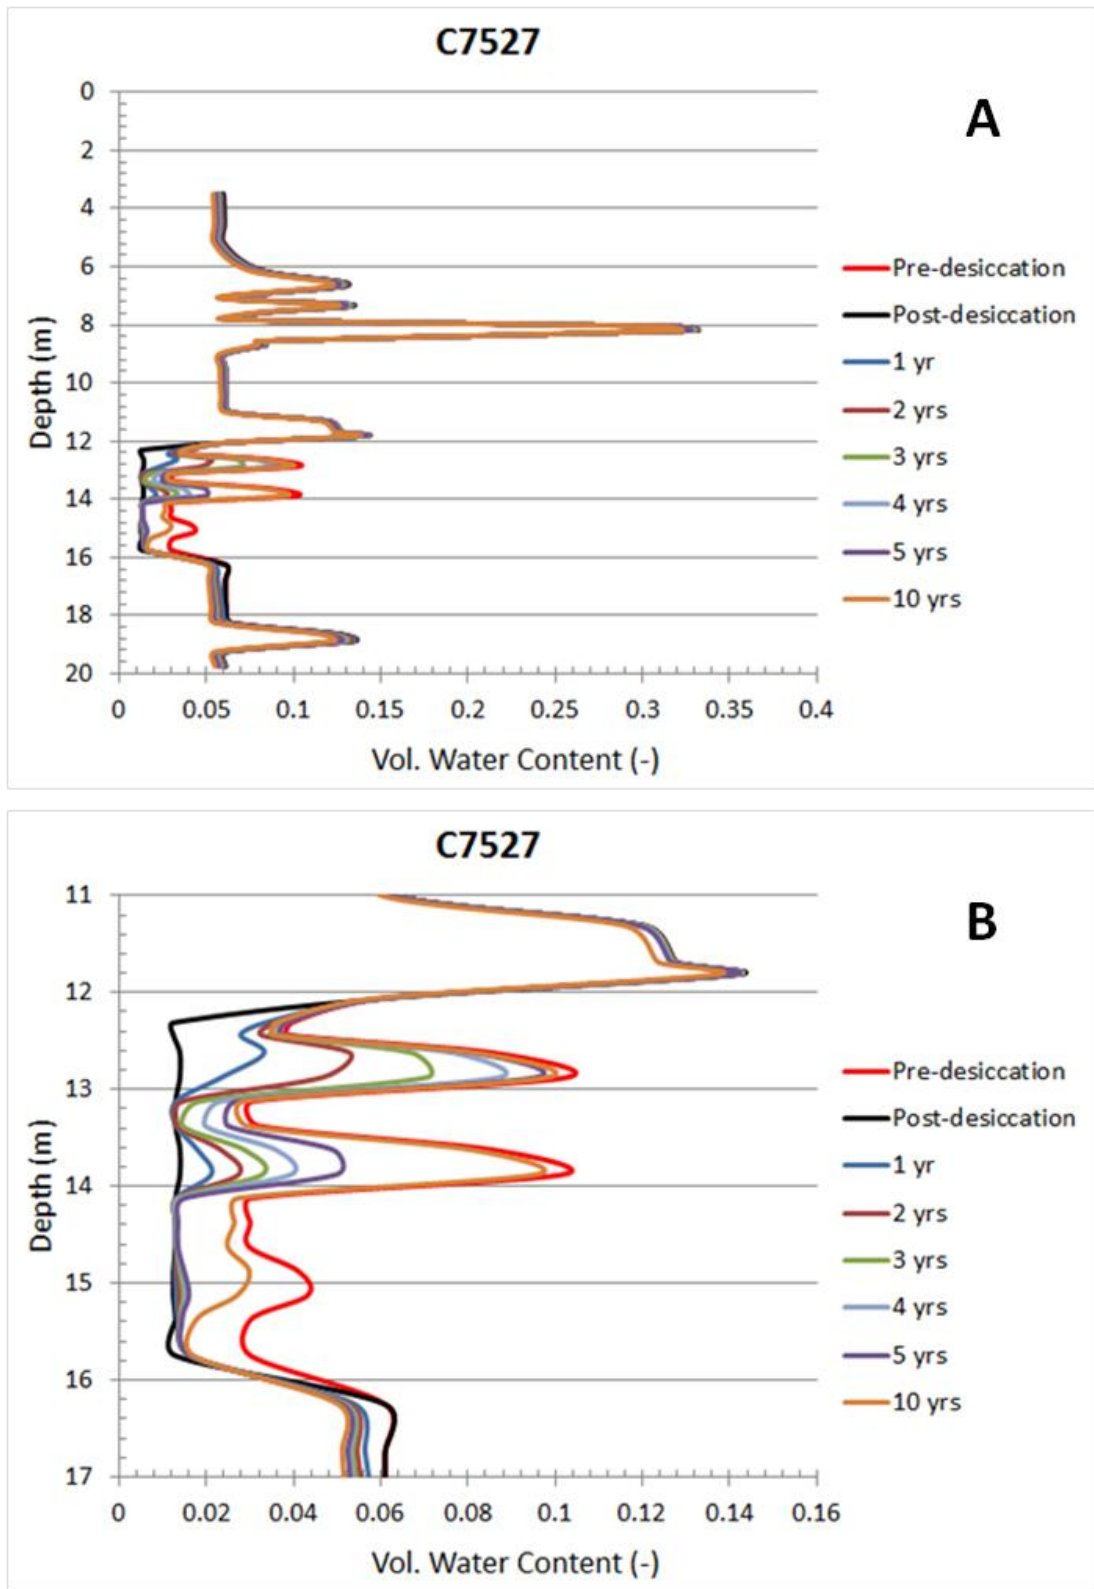 C7527
A
0
2
4
6
8
10
12
14
16
18
20
Depth (m)
0 0.05 0.1 0.15 0.2 0.25 0.3 0.35 0.4
Vol. Water Content (-)
Pre-desiccation
Post-desiccation
1 yr
2 yrs
3 yrs
4 yrs
5 yrs
10 yrs
C7527
B
11
12
13
14
15
16
17
Depth (m)
0 0.02 0.04 0.06 0.08 0.1 0.12 0.14 0.16
Vol. Water Content (-)
Pre-desiccation
Post-desiccation
1 yr
2 yrs
3 yrs
4 yrs
5 yrs
10 yrs